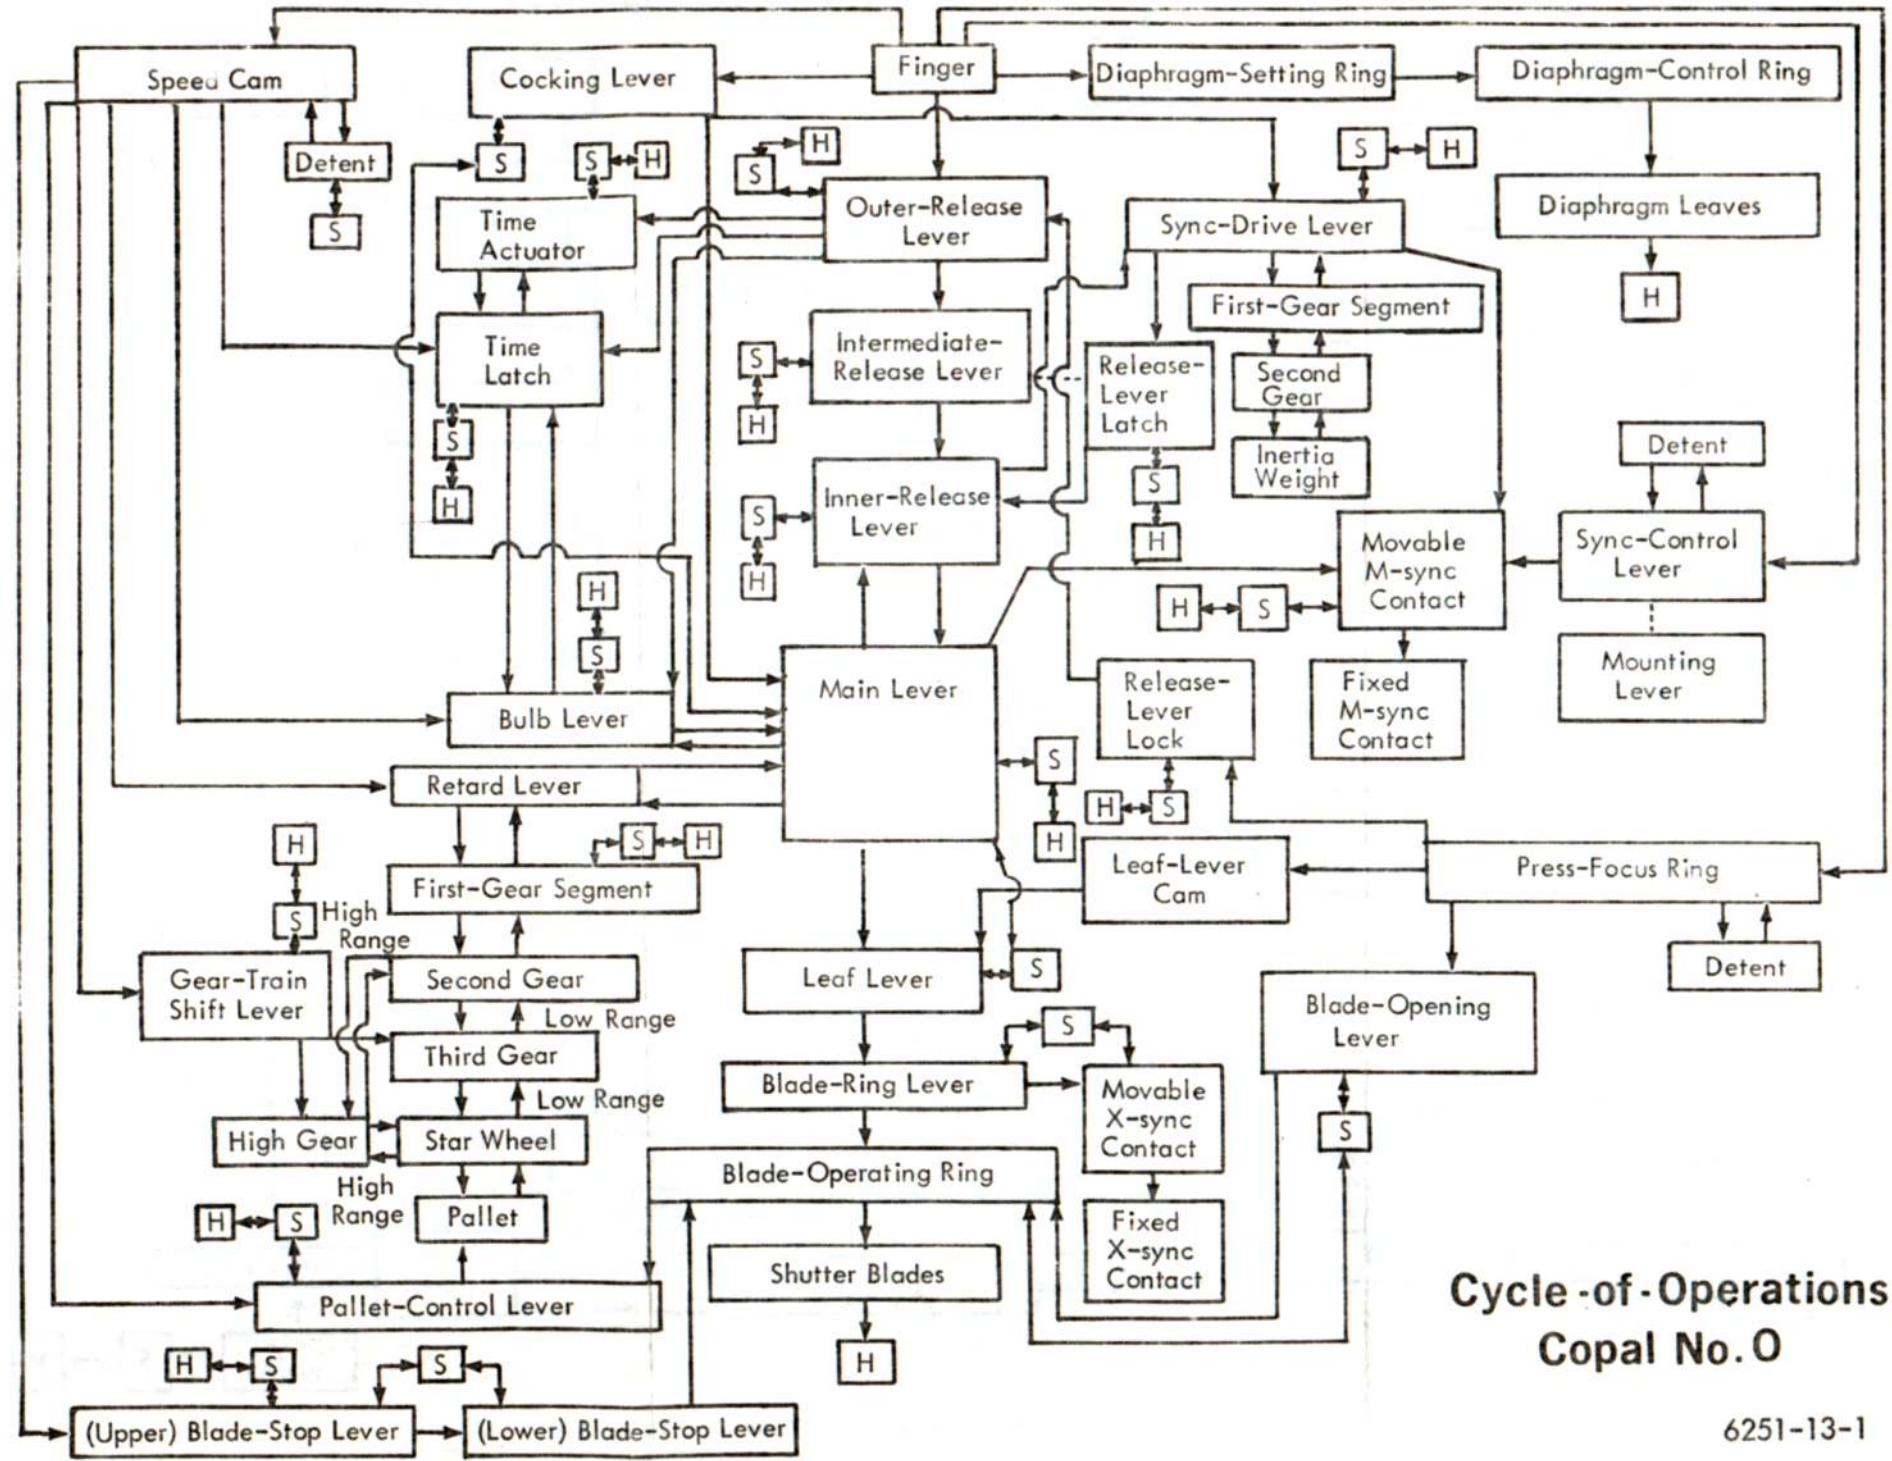 Speed Cam
Cocking Lever
Finger
Diaphragm-Setting Ring
Diaphragm-Control Ring
Detent
S
S
S
H
H
S
S
H
S
Time
Actuator
Outer-Release
Lever
Sync-Drive Lever
Diaphragm Leaves
H
First-Gear Segment
Time
Latch
S
H
Intermediate-
Release Lever
S
H
Release-
Lever
Latch
Second
Gear
Inertia
Weight
Detent
Inner-Release
Lever
S
H
S
H
Movable
M-sync
Contact
Sync-Control
Lever
H
S
H
S
Mounting
Lever
Bulb Lever
Main Lever
Release-
Lever
Lock
Fixed
M-sync
Contact
S
H
H
S
Retard Lever
S
H
H
S
High
Range
First-Gear Segment
Leaf-Lever
Cam
Press-Focus Ring
Detent
Gear-Train
Shift Lever
Second Gear
Low Range
Third Gear
Low Range
Leaf Lever
S
Blade-Opening
Lever
S
S
Blade-Ring Lever
Movable
X-sync
Contact
High Gear
Star Wheel
High
Range
Pallet
H
S
Blade-Operating Ring
Fixed
X-sync
Contact
Shutter Blades
H
Pallet-Control Lever
H
S
S
(Upper) Blade-Stop Lever
(Lower) Blade-Stop Lever
Cycle-of-Operations
Copal No.0
6251-13-1